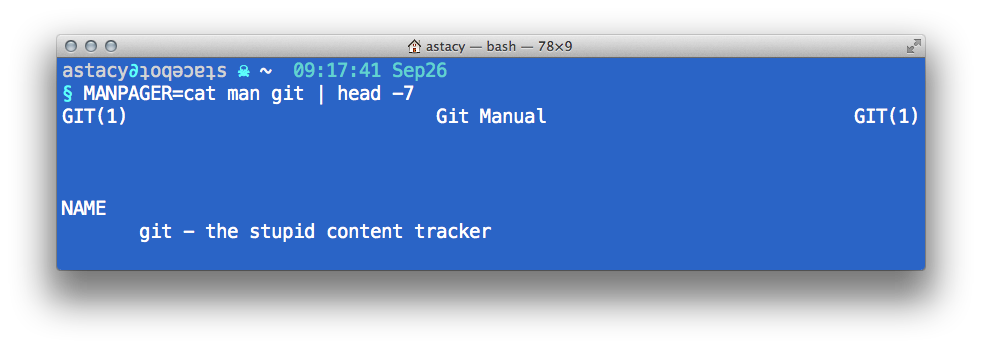 astacy — bash — 78×9
astacy∂ʇoqǝɔɐʇs ☠ ~ 09:17:41 Sep26
§ MANPAGER=cat man git | head -7
GIT(1) Git Manual GIT(1)
NAME
git - the stupid content tracker